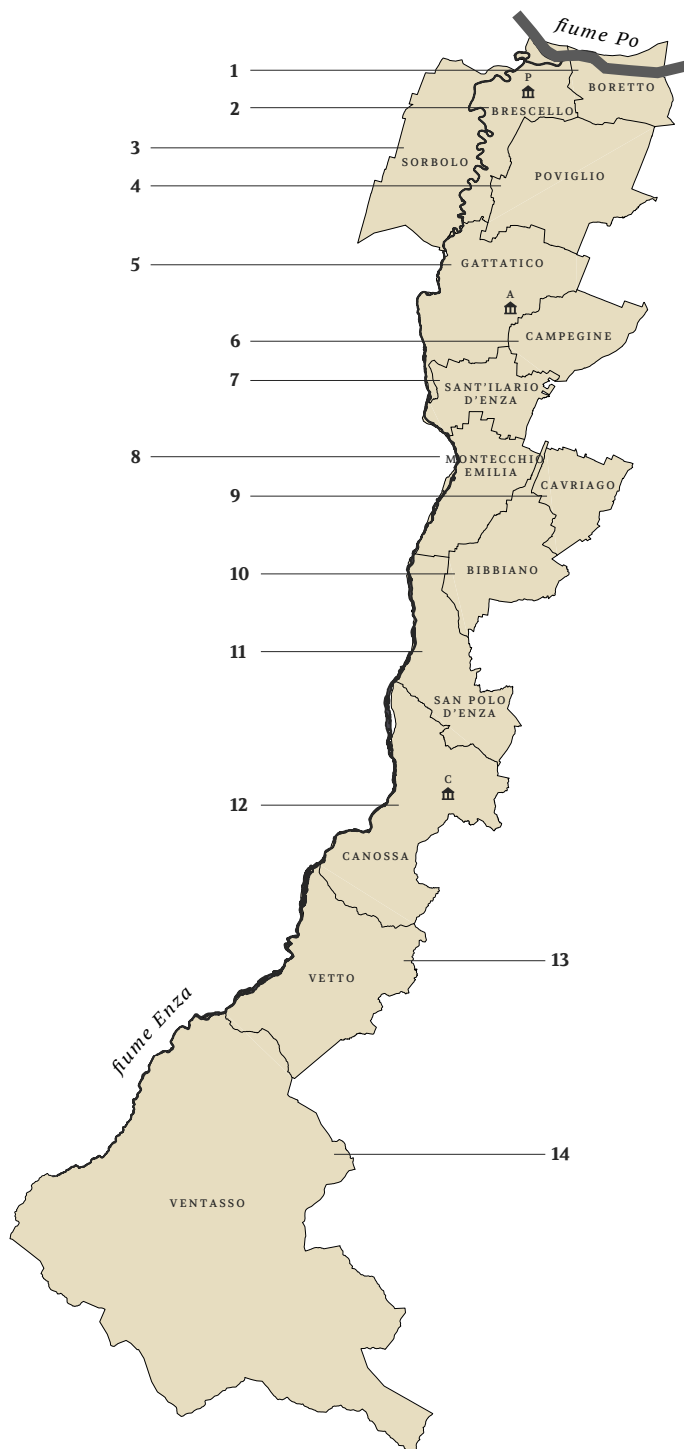 fiume Po
1
P
BORETTO
2
BRESCELLO
3
SORBOLO
4
POVIGLIO
5
GATTATICO
A
6
CAMPEGINE
7
SANT'ILARIO
D'ENZA
8
MONTECCHIO
EMILIA
9
CAVRIAGO
10
BIBBIANO
11
SAN POLO
D'ENZA
C
12
CANOSSA
13
VETTO
fiume Enza
14
VENTASSO